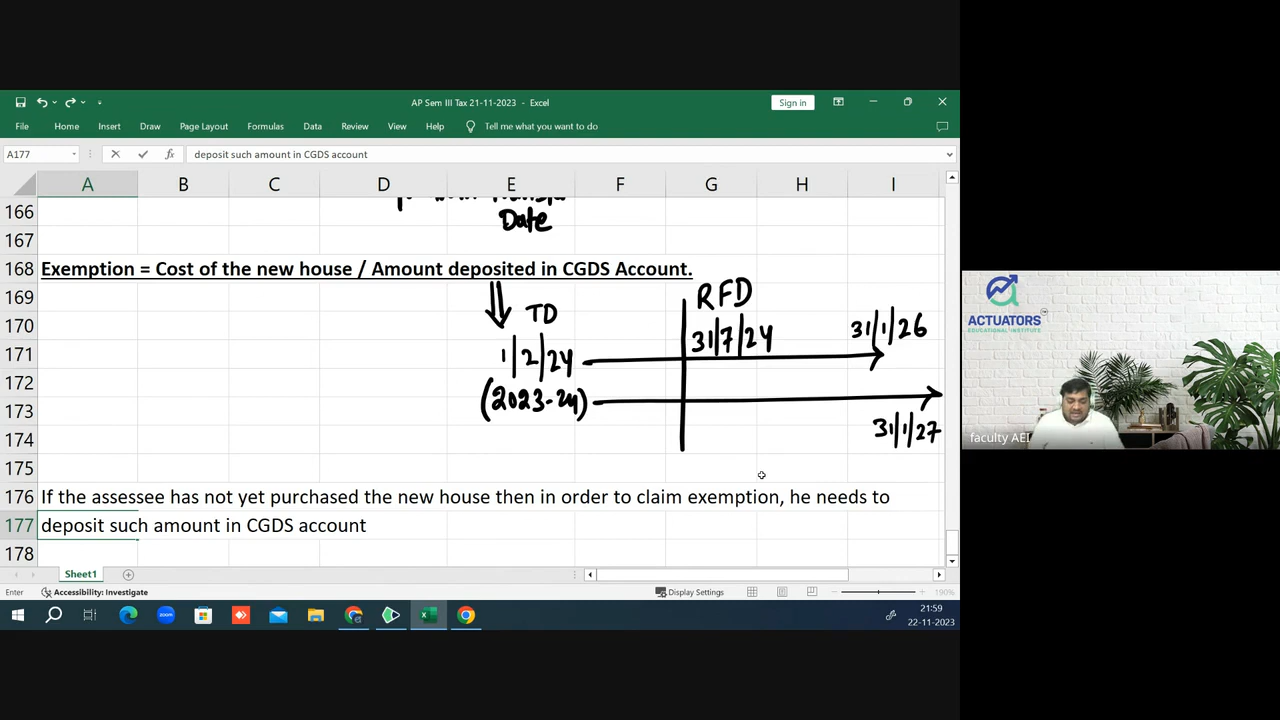 AP Sem III Tax 21-11-2023 - Excel
Sign in
File Home Insert Draw Page Layout Formulas Data Review View Help Tell me what you want to do
A177 fx deposit such amount in CGDS account
A B C D E F G H I
166
Date
167
168 Exemption = Cost of the new house / Amount deposited in CGDS Account.
169 RFD
170 TD 31/7/24 31/1/26
171 1/2/24
172
173 (2023-24)
174 31/1/27
175
176 If the assessee has not yet purchased the new house then in order to claim exemption, he needs to
177 deposit such amount in CGDS account
178
Sheet1
Enter Accessibility: Investigate Display Settings 190%
zoom
21:59
22-11-2023
ACTUATORS
EDUCATIONAL INSTITUTE
faculty AEI